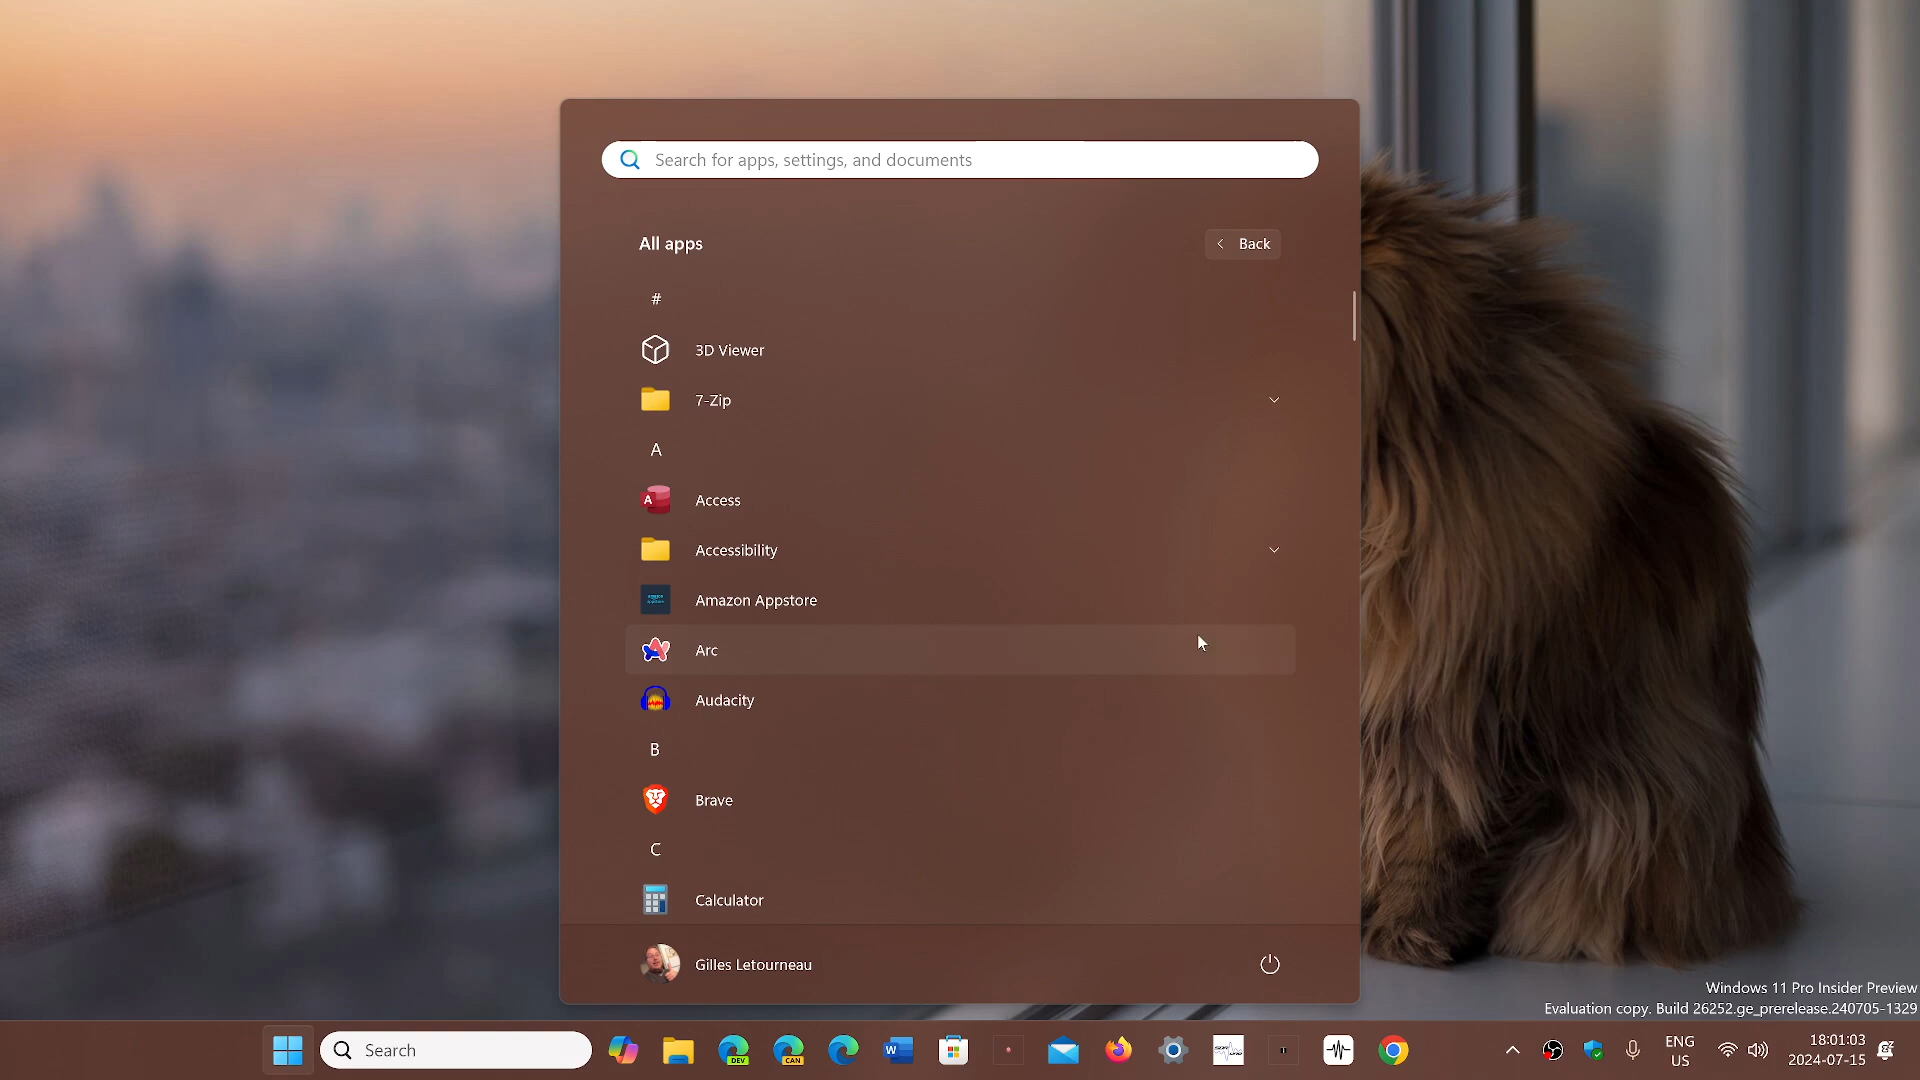 Search for apps, settings, and documents
All apps
Back
#
3D Viewer
7-Zip
A
Access
Accessibility
Amazon Appstore
Arc
Audacity
B
Brave
C
Calculator
Gilles Letourneau
Windows 11 Pro Insider Preview
Evaluation copy. Build 26252.ge_prerelease.240705-1329
Search
DEV
CAN
W
ENG
US
18:01:03
2024-07-15